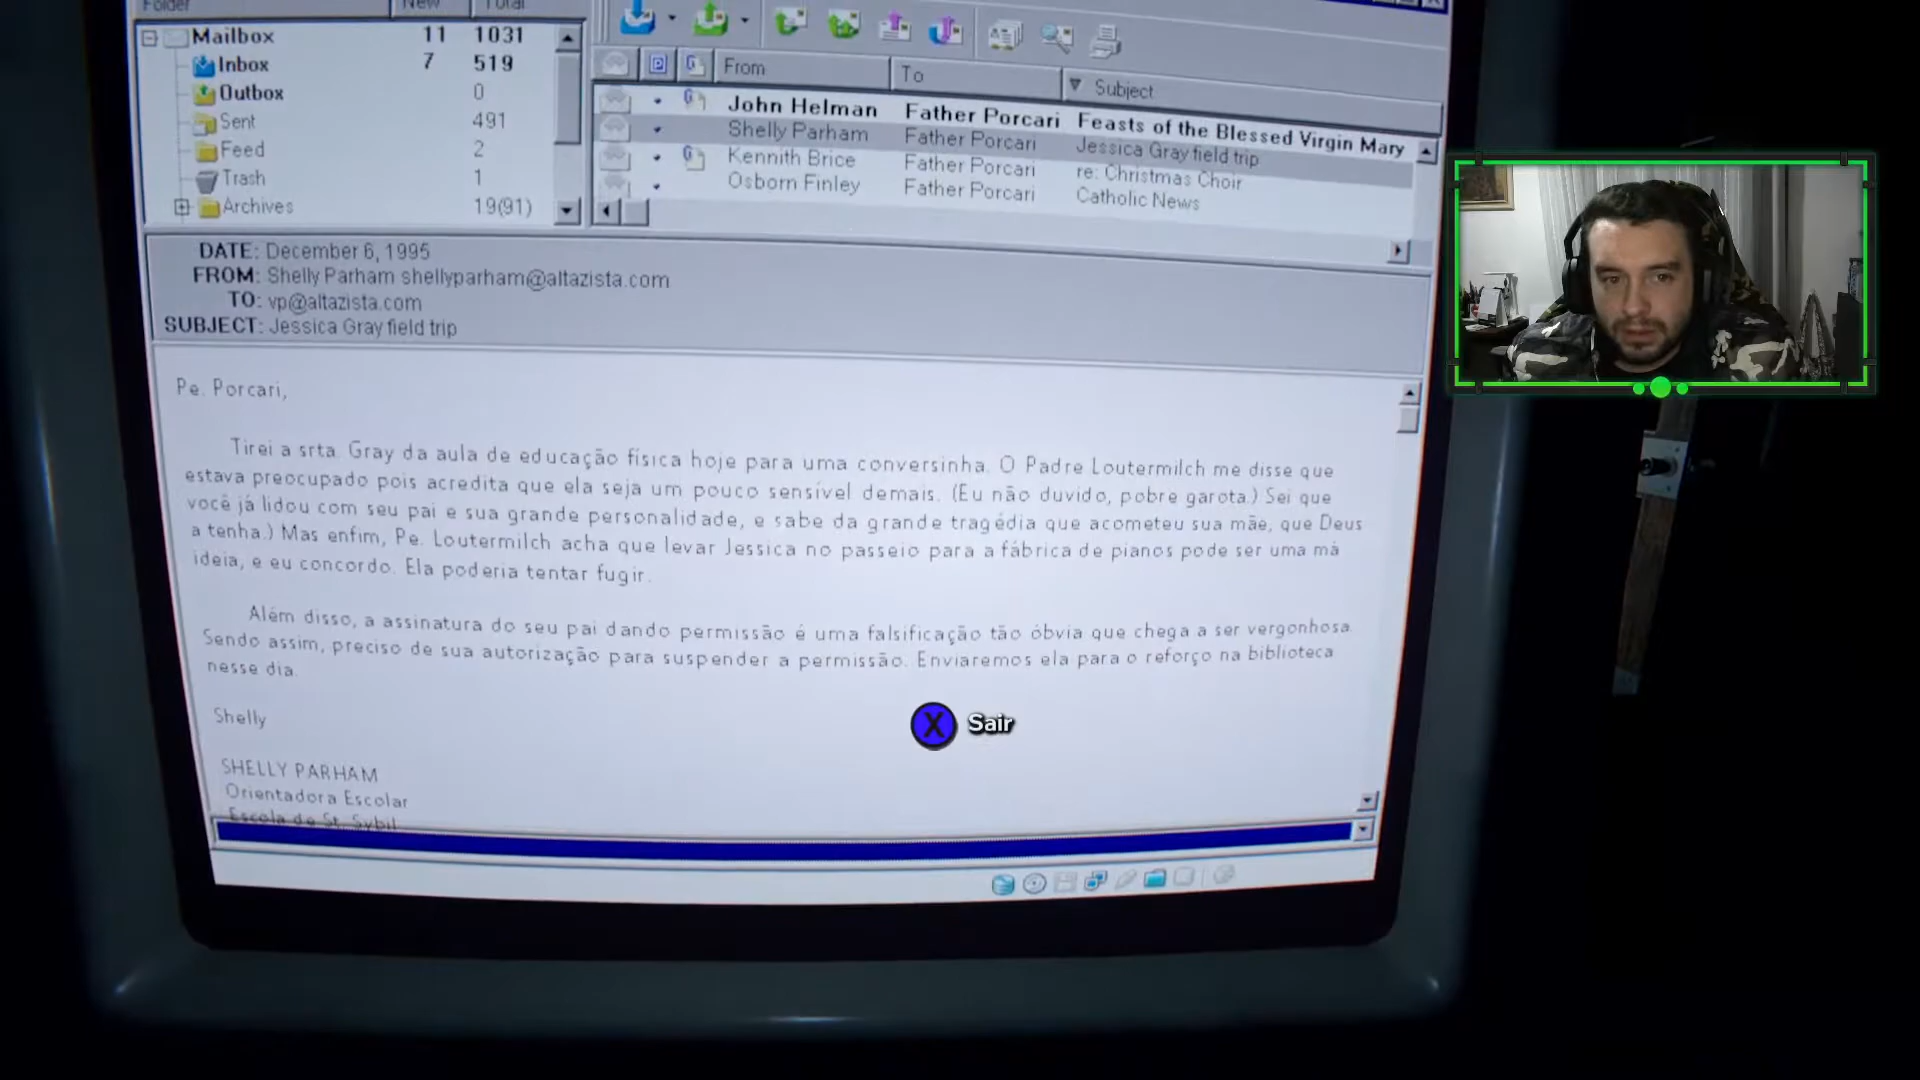 Folder New Total
Mailbox 11 1031
Inbox 7 519
Outbox 0
Sent 491
Feed 2
Trash 1
Archives 19(91)
From To Subject
John Helman Father Porcari Feasts of the Blessed Virgin Mary
Shelly Parham Father Porcari Jessica Gray field trip
Kennith Brice Father Porcari re: Christmas Choir
Osborn Finley Father Porcari Catholic News
DATE: December 6, 1995
FROM: Shelly Parham shellyparham@altazista.com
TO: vp@altazista.com
SUBJECT: Jessica Gray field trip
Pe. Porcari,
Tirei a srta. Gray da aula de educação física hoje para uma conversinha. O Padre Loutermilch me disse que
estava preocupado pois acredita que ela seja um pouco sensível demais. (Eu não duvido, pobre garota.) Sei que
você já lidou com seu pai e sua grande personalidade, e sabe da grande tragédia que acometeu sua mãe, que Deus
a tenha.) Mas enfim, Pe. Loutermilch acha que levar Jessica no passeio para a fábrica de pianos pode ser uma má
ideia, e eu concordo. Ela poderia tentar fugir.
Além disso, a assinatura do seu pai dando permissão é uma falsificação tão óbvia que chega a ser vergonhosa.
Sendo assim, preciso de sua autorização para suspender a permissão. Enviaremos ela para o reforço na biblioteca
nesse dia.
Shelly
X Sair
SHELLY PARHAM
Orientadora Escolar
Escola de St. Sybil